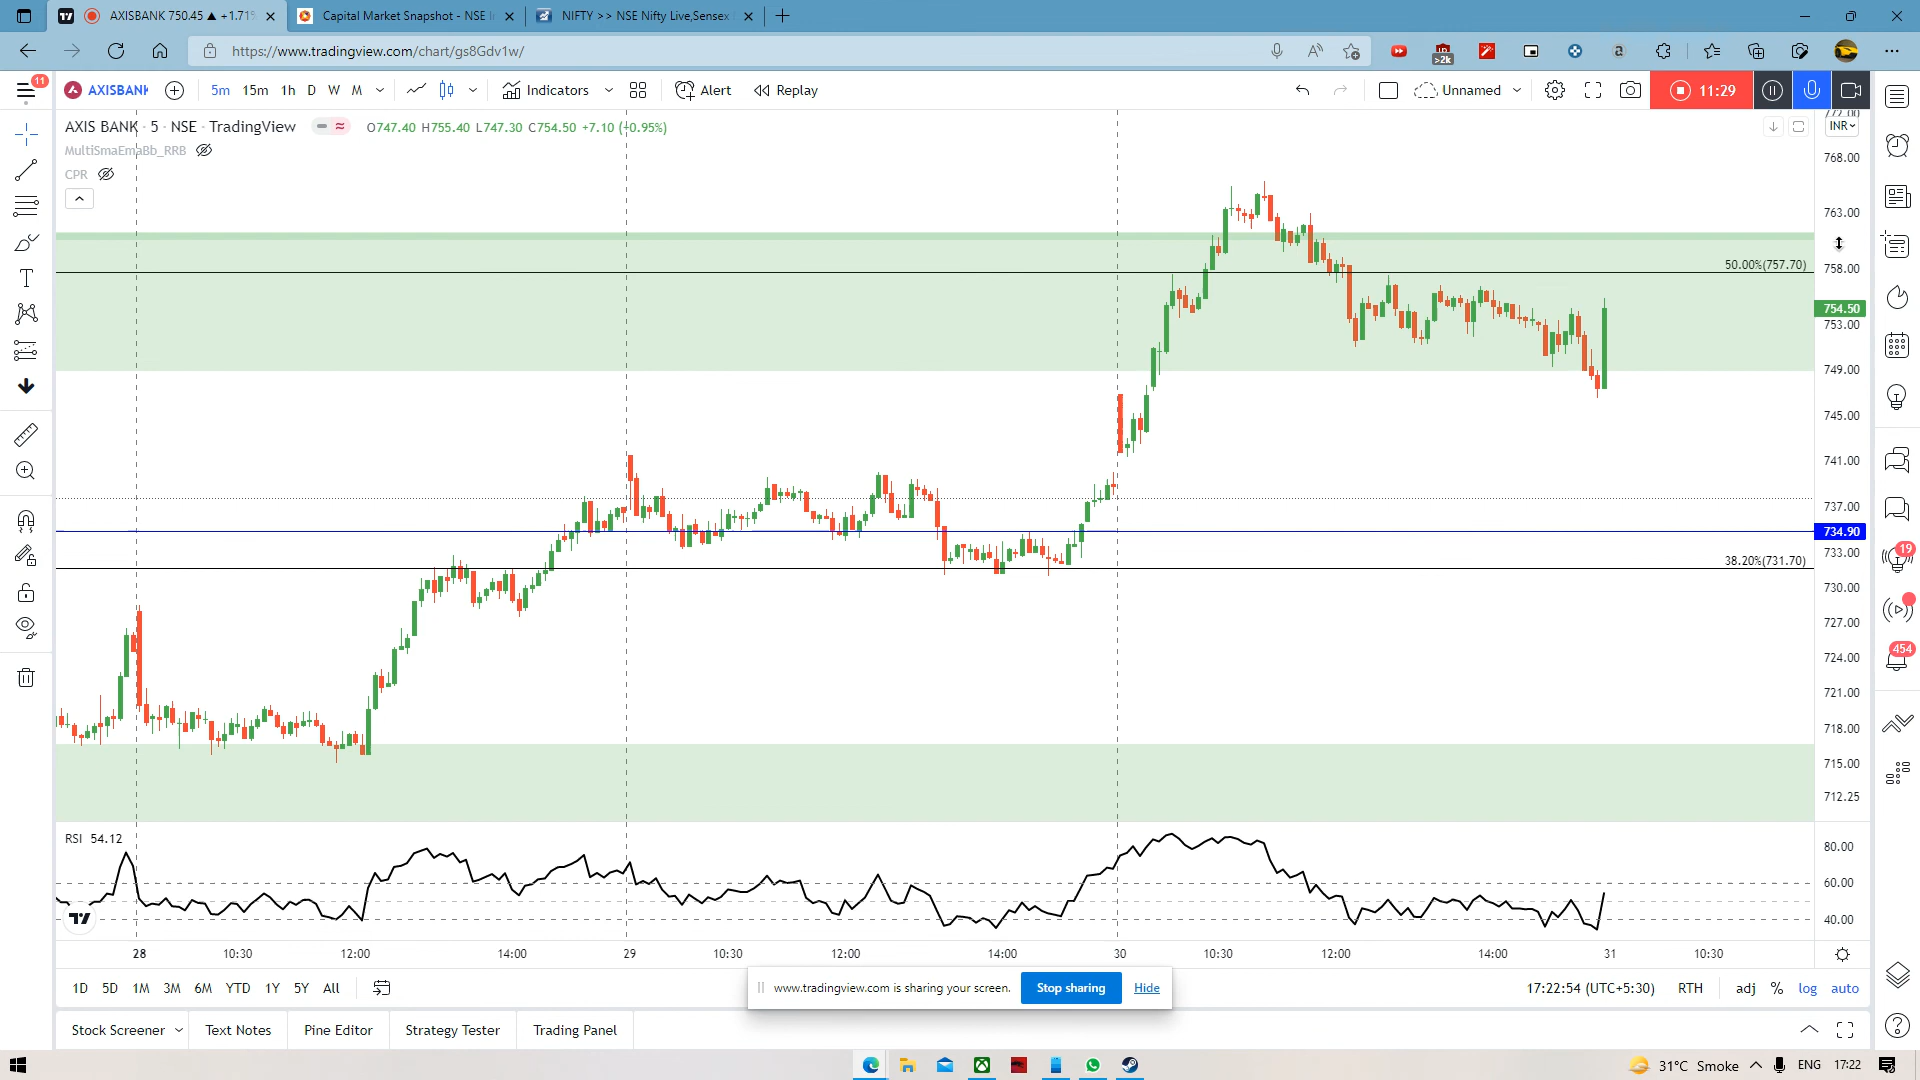 AXISBANK 750.45 ▲ +1.71%
Capital Market Snapshot - NSE I
NIFTY >> NSE Nifty Live,Sensex
https://www.tradingview.com/chart/gs8Gdv1w/
>2k
11
AXISBANK
5m 15m 1h D W M
Indicators
Alert
Replay
Unnamed
11:29
AXIS BANK · 5 · NSE · TradingView
O747.40 H755.40 L747.30 C754.50 +7.10 (+0.95%)
INR
MultiSmaEmaBb_RRB
CPR
772.00
768.00
763.00
50.00%(757.70)
758.00
754.50
753.00
749.00
745.00
741.00
737.00
734.90
733.00
38.20%(731.70)
730.00
727.00
724.00
721.00
718.00
715.00
712.25
19
454
RSI 54.12
80.00
60.00
40.00
28 10:30 12:00 14:00 29 10:30 12:00 14:00 30 10:30 12:00 14:00 31 10:30
1D 5D 1M 3M 6M YTD 1Y 5Y All
www.tradingview.com is sharing your screen. Stop sharing Hide
17:22:54 (UTC+5:30) RTH adj % log auto
Stock Screener Text Notes Pine Editor Strategy Tester Trading Panel
31°C Smoke ENG 17:22